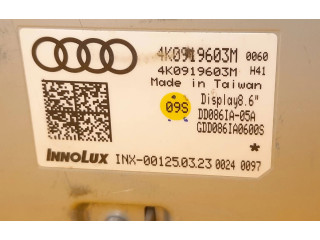 4K0919603M 0060
4K0919603M H41
Made in Taiwan
09S
Display8.6"
DD086IA-05A
GDD086IA0600S
*
INNOLUX INX-00125.03.23 0024 0097